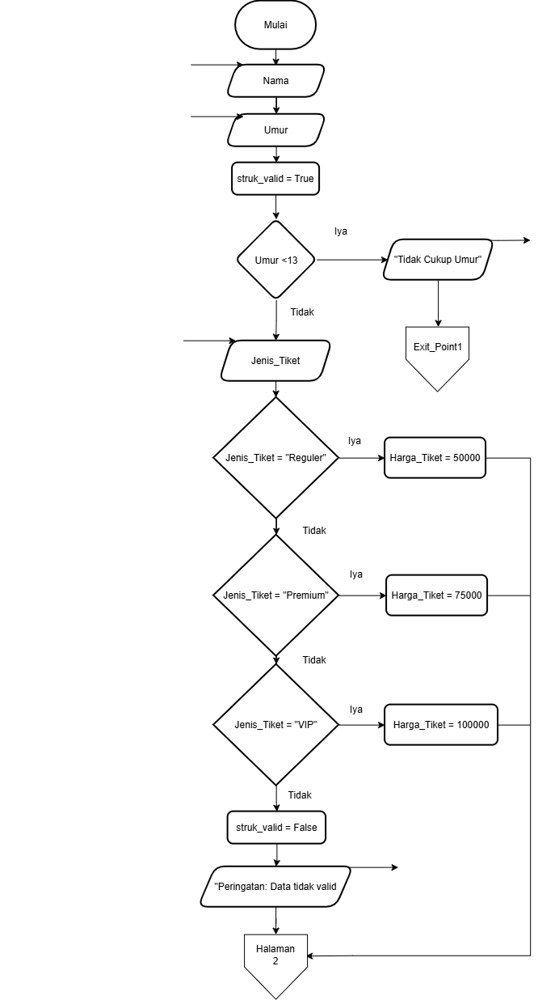 Mulai
Nama
Umur
struk_valid = True
Iya
Umur <13
"Tidak Cukup Umur"
Tidak
Exit_Point1
Jenis_Tiket
Iya
Jenis_Tiket = "Reguler"
Harga_Tiket = 50000
Tidak
Iya
Jenis_Tiket = "Premium"
Harga_Tiket = 75000
Tidak
Iya
Jenis_Tiket = "VIP"
Harga_Tiket = 100000
Tidak
struk_valid = False
"Peringatan: Data tidak valid
Halaman
2